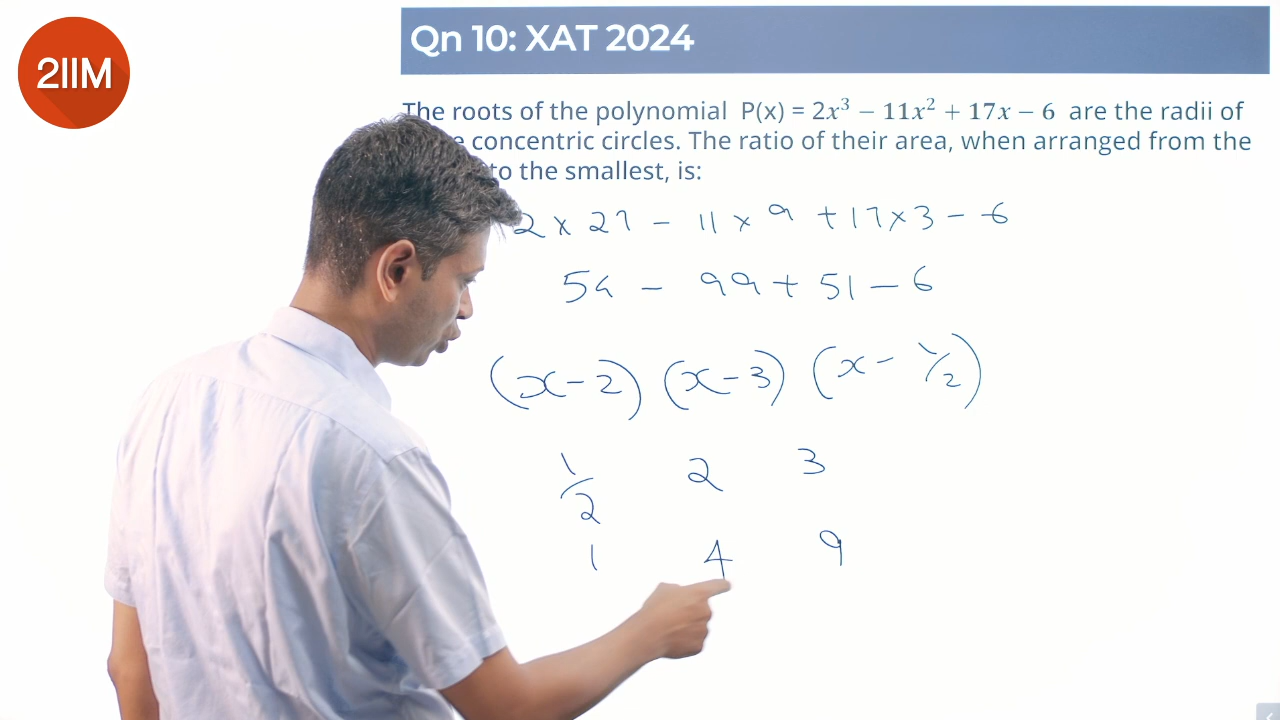 2IIM
Qn 10: XAT 2024
The roots of the polynomial P(x) = 2x³ − 11x² + 17x − 6 are the radii of
concentric circles. The ratio of their area, when arranged from the
to the smallest, is:
2 × 27 − 11 × 9 + 17 × 3 − 6
54 − 99 + 51 − 6
(x − 2) (x − 3) (x − 1/2)
1/2 2 3
1 4 9